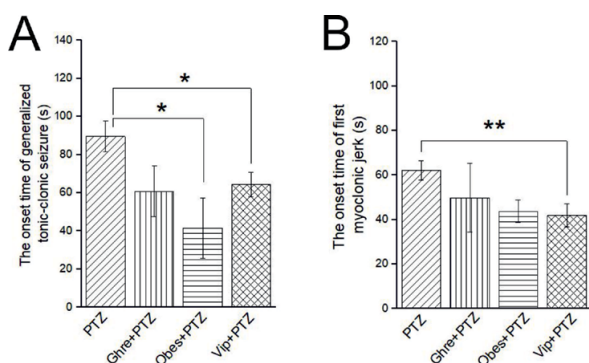 A
The onset time of generalized
tonic-clonic seizure (s)
140
120
100
80
60
40
20
0
*
*
PTZ
Ghre+PTZ
Obes+PTZ
Vip+PTZ
B
The onset time of first
myoclonic jerk (s)
120
100
80
60
40
20
0
**
PTZ
Ghre+PTZ
Obes+PTZ
Vip+PTZ